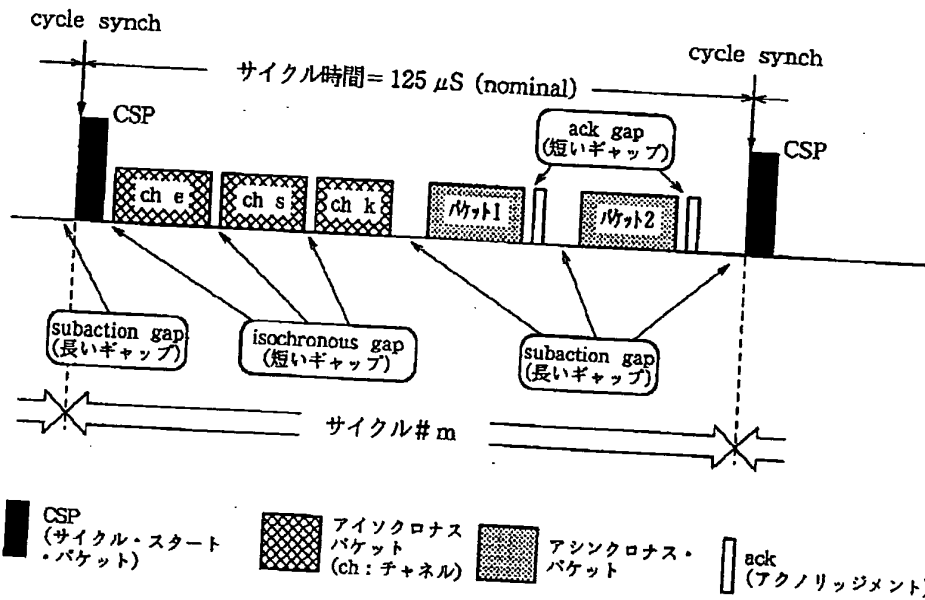 cycle synch
サイクル時間=125 μS (nominal)
cycle synch
CSP
ack gap
(短いギャップ)
CSP
ch e
ch s
ch k
パケット1
パケット2
subaction gap
(長いギャップ)
isochronous gap
(短いギャップ)
subaction gap
(長いギャップ)
サイクル#m
CSP
(サイクル・スタート
・パケット)
アイソクロナス
パケット
(ch:チャネル)
アシンクロナス・
パケット
ack
(アクノリッジメント)